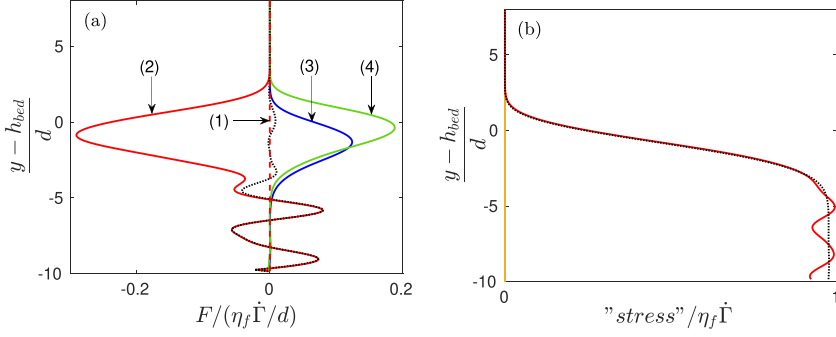 (a)
(2)
(3)
(4)
(1)
5
0
-5
-10
y − h_bed
d
-0.2
0
0.2
F/(η_f Γ̇/d)
(b)
5
0
-5
-10
y − h_bed
d
0
1
"stress"/η_f Γ̇